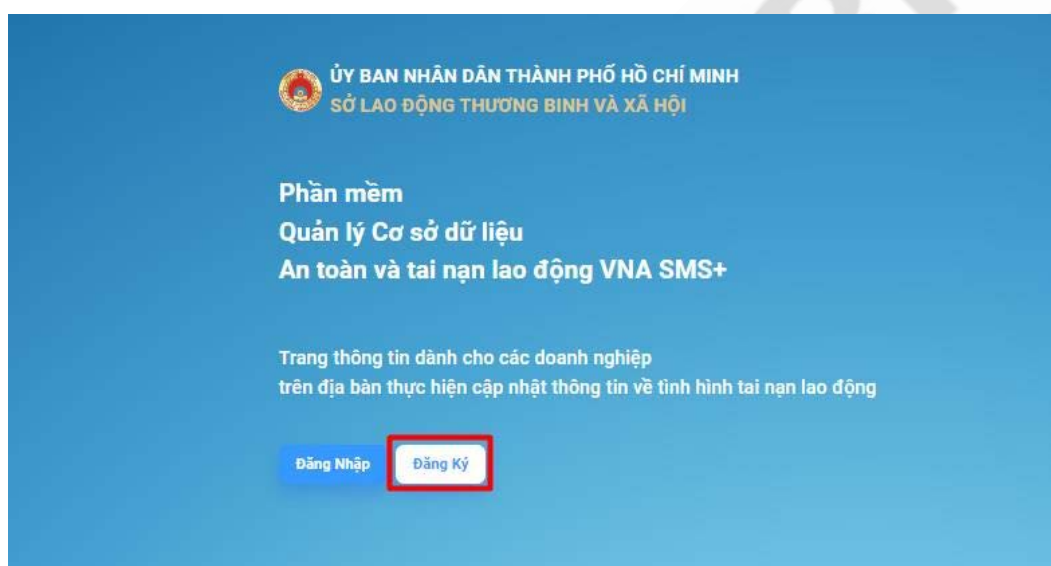 ỦY BAN NHÂN DÂN THÀNH PHỐ HỒ CHÍ MINH
SỞ LAO ĐỘNG THƯƠNG BINH VÀ XÃ HỘI
Phần mềm
Quản lý Cơ sở dữ liệu
An toàn và tai nạn lao động VNA SMS+
Trang thông tin dành cho các doanh nghiệp
trên địa bàn thực hiện cập nhật thông tin về tình hình tai nạn lao động
Đăng Nhập Đăng Ký